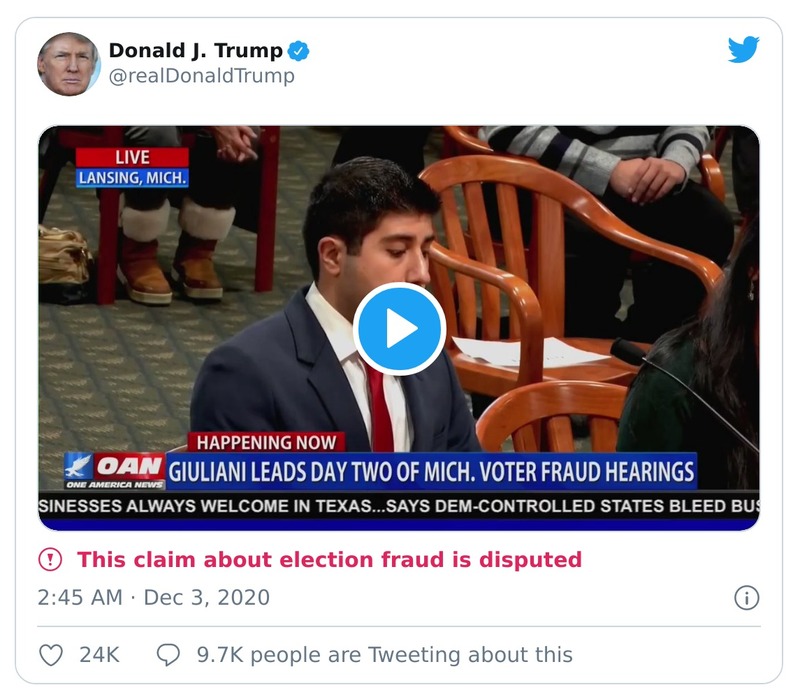 Donald J. Trump
@realDonaldTrump
LIVE
LANSING, MICH.
HAPPENING NOW
OAN
ONE AMERICA NEWS
GIULIANI LEADS DAY TWO OF MICH. VOTER FRAUD HEARINGS
SINESSES ALWAYS WELCOME IN TEXAS...SAYS DEM-CONTROLLED STATES BLEED BUS
This claim about election fraud is disputed
2:45 AM · Dec 3, 2020
24K
9.7K people are Tweeting about this